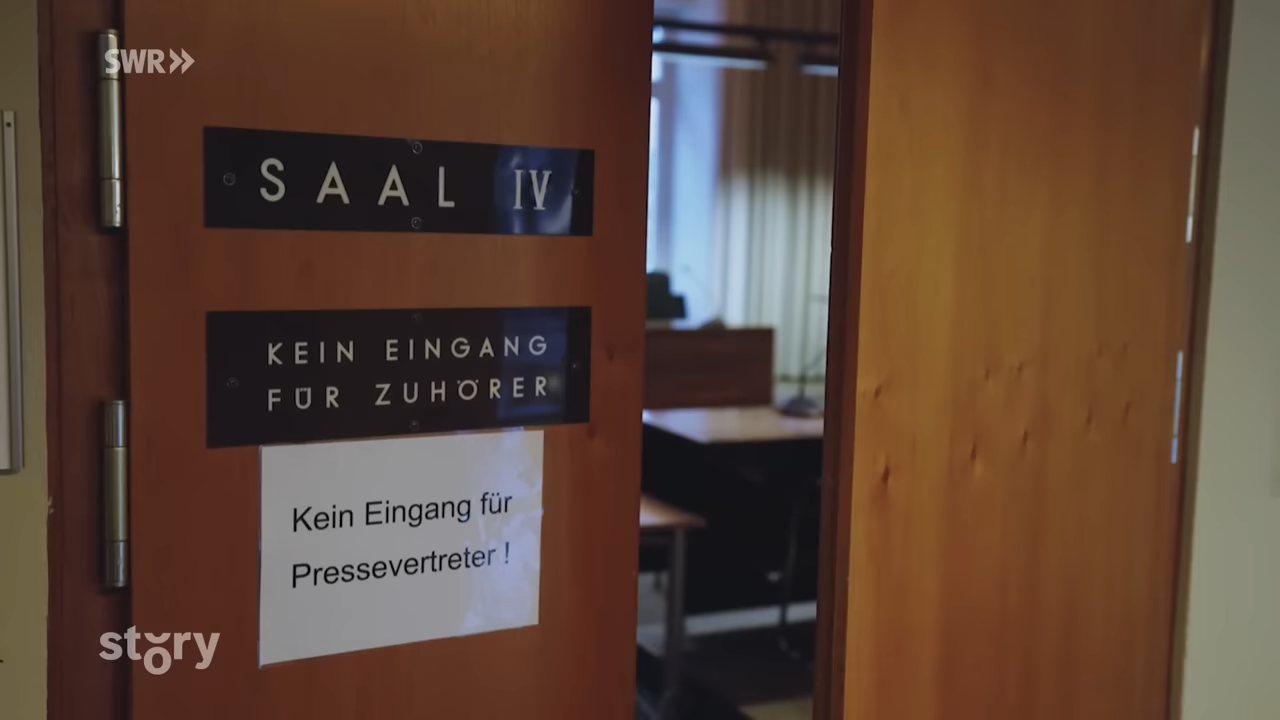 SWR»
SAAL IV
KEIN EINGANG
FÜR ZUHÖRER
Kein Eingang für
Pressevertreter !
story